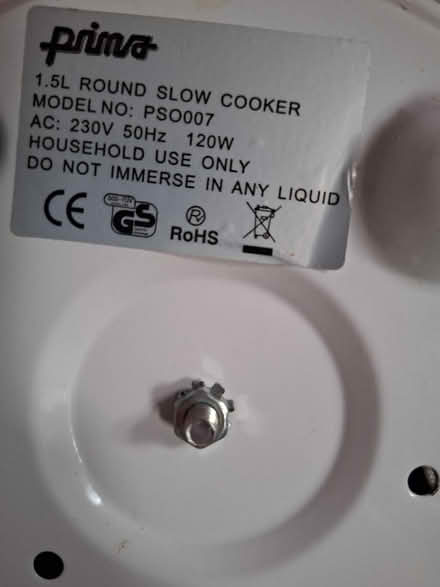 prima
1.5L ROUND SLOW COOKER
MODEL NO: PSO007
AC: 230V 50Hz 120W
HOUSEHOLD USE ONLY
DO NOT IMMERSE IN ANY LIQUID
CE GS R
RoHS